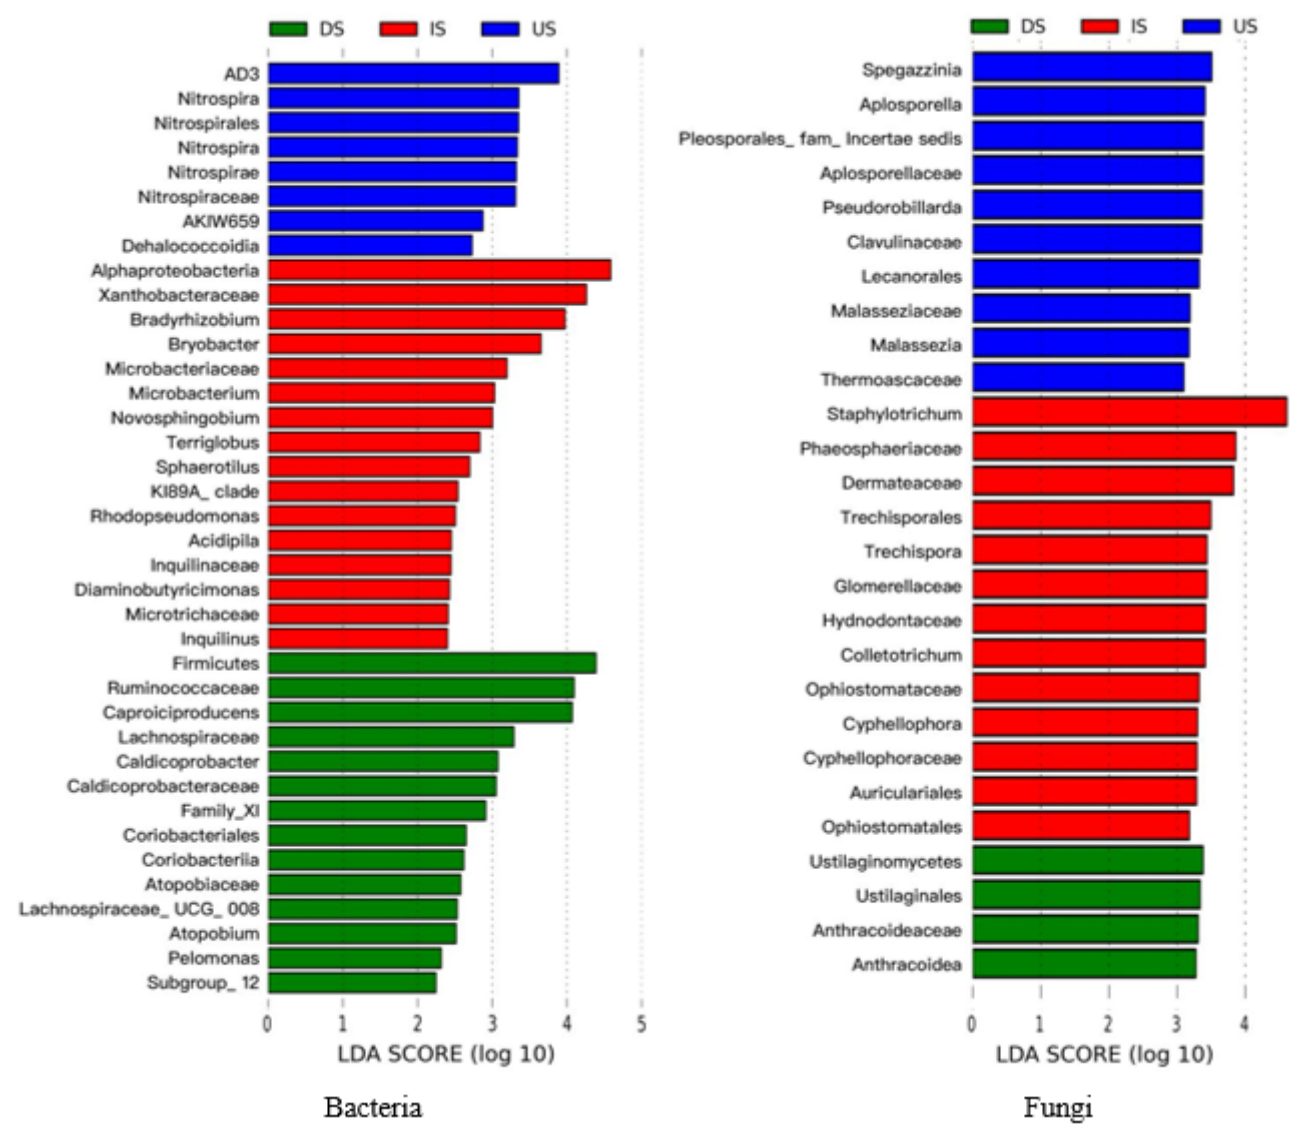 DS IS US
AD3
Nitrospira
Nitrospirales
Nitrospira
Nitrospirae
Nitrospiraceae
AKIW659
Dehalococcoidia
Alphaproteobacteria
Xanthobacteraceae
Bradyrhizobium
Bryobacter
Microbacteriaceae
Microbacterium
Novosphingobium
Terriglobus
Sphaerotilus
KI89A_ clade
Rhodopseudomonas
Acidipila
Inquilinaceae
Diaminobutyricimonas
Microtrichaceae
Inquilinus
Firmicutes
Ruminococcaceae
Caproiciproducens
Lachnospiraceae
Caldicoprobacter
Caldicoprobacteraceae
Family_XI
Coriobacteriales
Coriobacteriia
Atopobiaceae
Lachnospiraceae_ UCG_ 008
Atopobium
Pelomonas
Subgroup_ 12
0 1 2 3 4 5
LDA SCORE (log 10)
Bacteria
DS IS US
Spegazzinia
Aplosporella
Pleosporales_ fam_ Incertae sedis
Aplosporellaceae
Pseudorobillarda
Clavulinaceae
Lecanorales
Malasseziaceae
Malassezia
Thermoascaceae
Staphylotrichum
Phaeosphaeriaceae
Dermateaceae
Trechisporales
Trechispora
Glomerellaceae
Hydnodontaceae
Colletotrichum
Ophiostomataceae
Cyphellophora
Cyphellophoraceae
Auriculariales
Ophiostomatales
Ustilaginomycetes
Ustilaginales
Anthracoideaceae
Anthracoidea
0 1 2 3 4
LDA SCORE (log 10)
Fungi